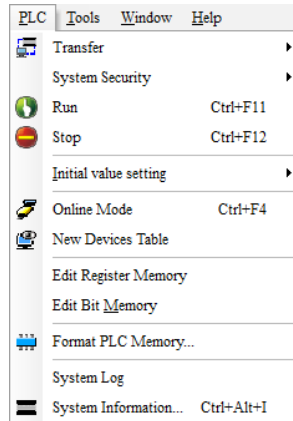 PLC Tools Window Help
Transfer
System Security
Run Ctrl+F11
Stop Ctrl+F12
Initial value setting
Online Mode Ctrl+F4
New Devices Table
Edit Register Memory
Edit Bit Memory
Format PLC Memory...
System Log
System Information... Ctrl+Alt+I